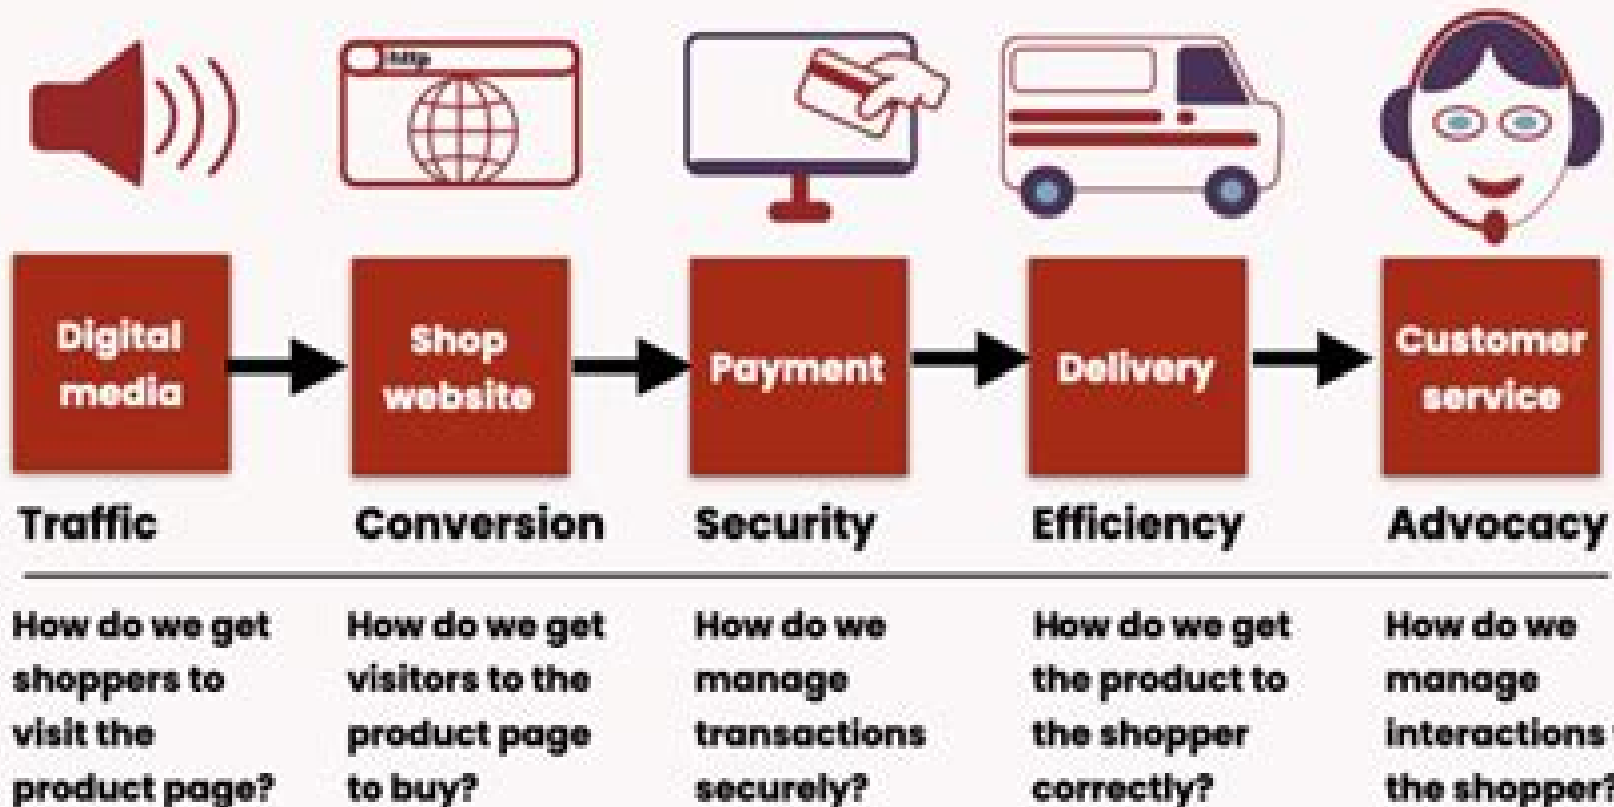 http
Digital
media
Shop
website
Payment
Delivery
Customer
service
Traffic
Conversion
Security
Efficiency
Advocacy
How do we get
shoppers to
visit the
product page?
How do we get
visitors to the
product page
to buy?
How do we
manage
transactions
securely?
How do we get
the product to
the shopper
correctly?
How do we
manage
interactions
the shopper?